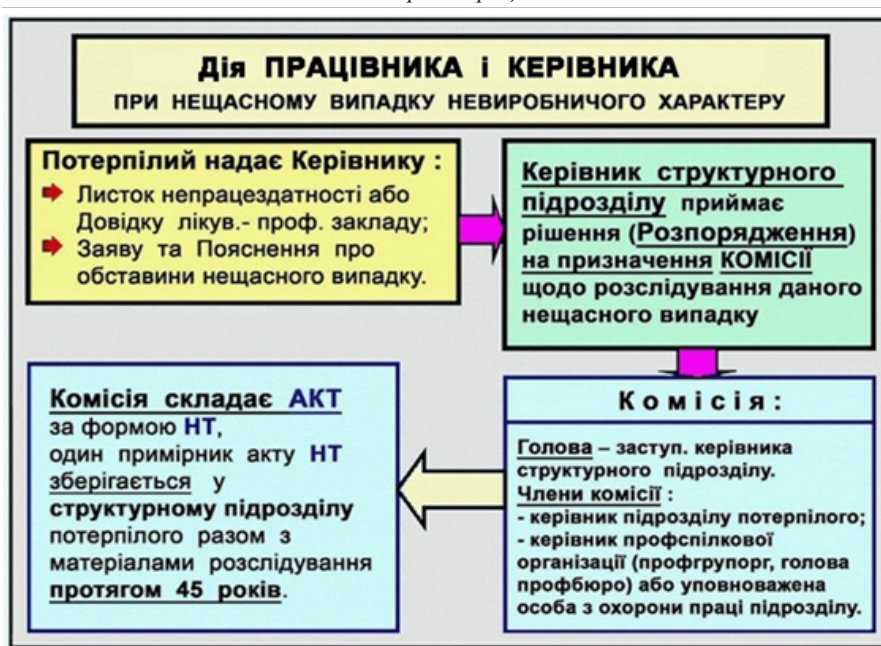 Дія ПРАЦІВНИКА і КЕРІВНИКА
ПРИ НЕЩАСНОМУ ВИПАДКУ НЕВИРОБНИЧОГО ХАРАКТЕРУ
Потерпілий надає Керівнику :
Листок непрацездатності або
Довідку лікув.- проф. закладу;
Заяву та Пояснення про
обставини нещасного випадку.
Керівник структурного
підрозділу приймає
рішення (Розпорядження)
на призначення КОМІСІЇ
щодо розслідування даного
нещасного випадку
Комісія:
Голова – заступ. керівника
структурного підрозділу.
Члени комісії :
- керівник підрозділу потерпілого;
- керівник профспілкової
організації (профгрупорг, голова
профбюро) або уповноважена
особа з охорони праці підрозділу.
Комісія складає АКТ
за формою НТ,
один примірник акту НТ
зберігається у
структурному підрозділу
потерпілого разом з
матеріалами розслідування
протягом 45 років.